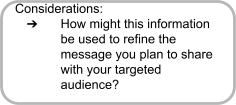 Considerations:
➔ How might this information
be used to refine the
message you plan to share
with your targeted
audience?